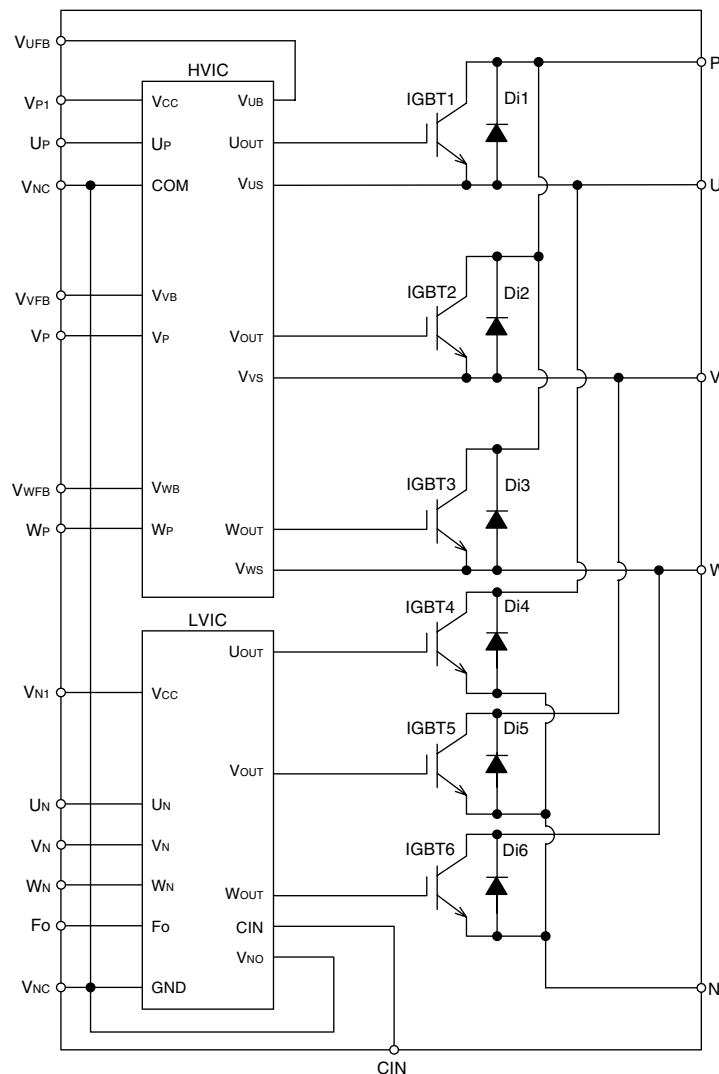 VUFB
HVIC
P
VP1
VCC
VUB
IGBT1
Di1
UP
UP
UOUT
VNC
COM
VUS
U
VVFB
VVB
IGBT2
Di2
VP
VP
VOUT
VVS
V
VWFB
VWB
IGBT3
Di3
WP
WP
WOUT
VWS
W
LVIC
IGBT4
Di4
UOUT
VN1
VCC
IGBT5
Di5
VOUT
UN
UN
VN
VN
IGBT6
Di6
WN
WN
WOUT
Fo
Fo
CIN
VNO
VNC
GND
N
CIN